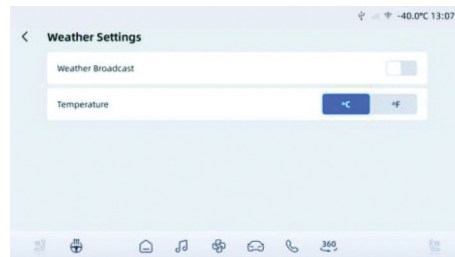 -40.0°C 13:07
Weather Settings
Weather Broadcast
Temperature
°C °F
360